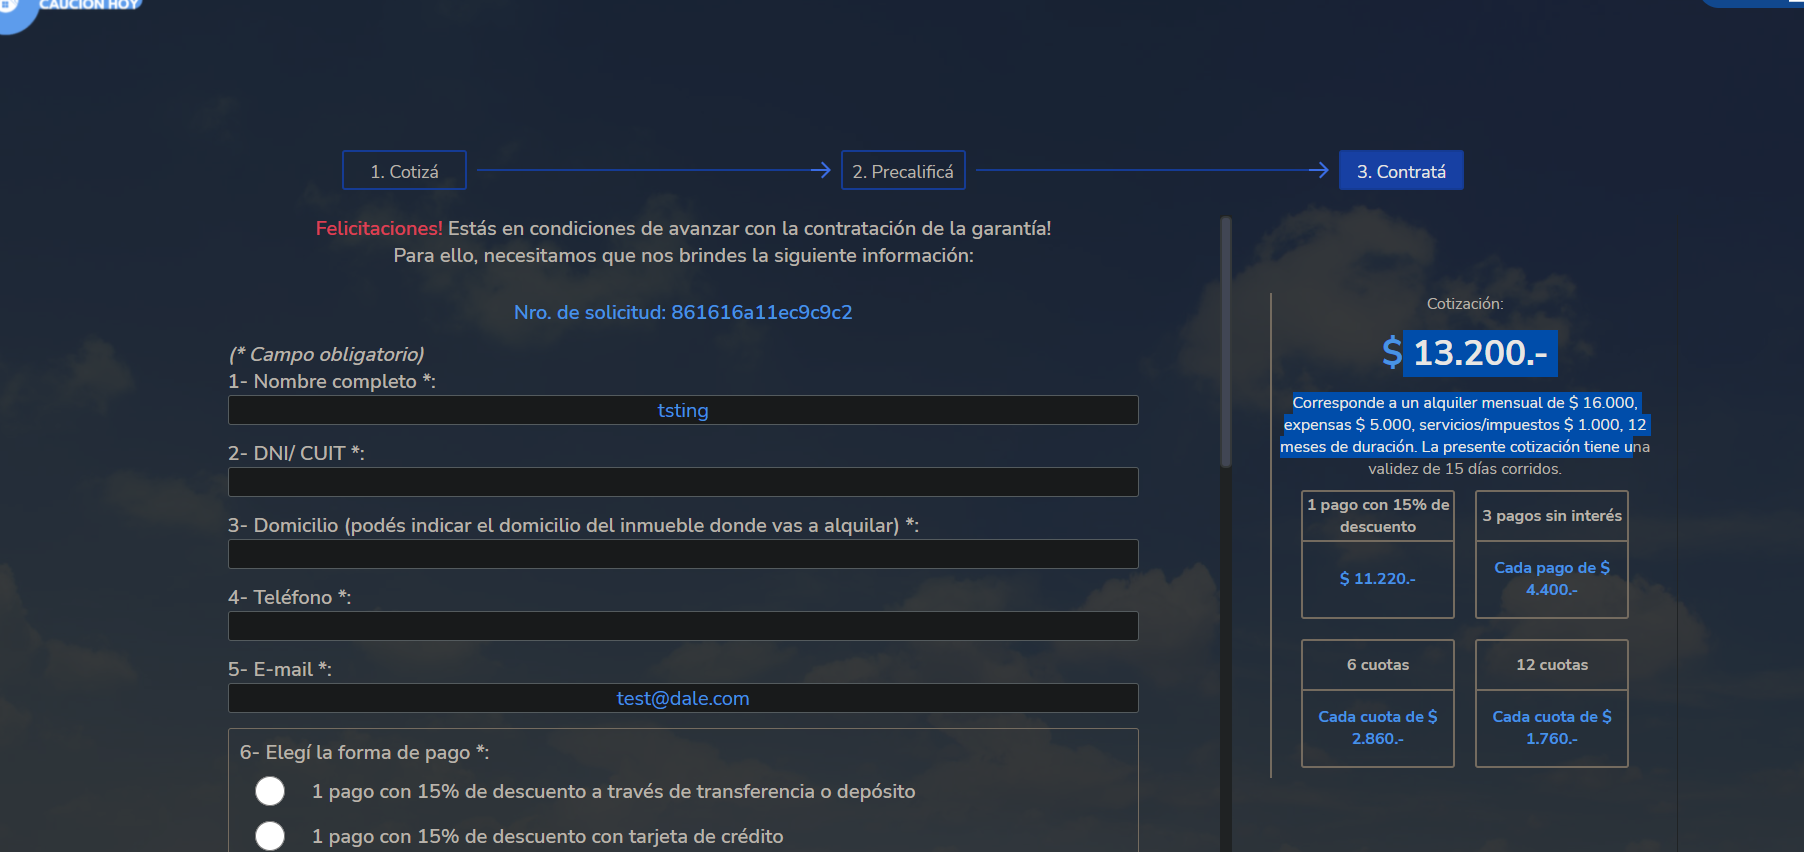 CAUCIÓN HOY
1. Cotizá
2. Precalificá
3. Contratá
Felicitaciones! Estás en condiciones de avanzar con la contratación de la garantía!
Para ello, necesitamos que nos brindes la siguiente información:
Nro. de solicitud: 861616a11ec9c9c2
(* Campo obligatorio)
1- Nombre completo *:
tsting
2- DNI/ CUIT *:
3- Domicilio (podés indicar el domicilio del inmueble donde vas a alquilar) *:
4- Teléfono *:
5- E-mail *:
test@dale.com
6- Elegí la forma de pago *:
1 pago con 15% de descuento a través de transferencia o depósito
1 pago con 15% de descuento con tarjeta de crédito
Cotización:
$ 13.200.-
Corresponde a un alquiler mensual de $ 16.000,
expensas $ 5.000, servicios/impuestos $ 1.000, 12
meses de duración. La presente cotización tiene una
validez de 15 días corridos.
1 pago con 15% de
descuento
$ 11.220.-
3 pagos sin interés
Cada pago de $
4.400.-
6 cuotas
Cada cuota de $
2.860.-
12 cuotas
Cada cuota de $
1.760.-